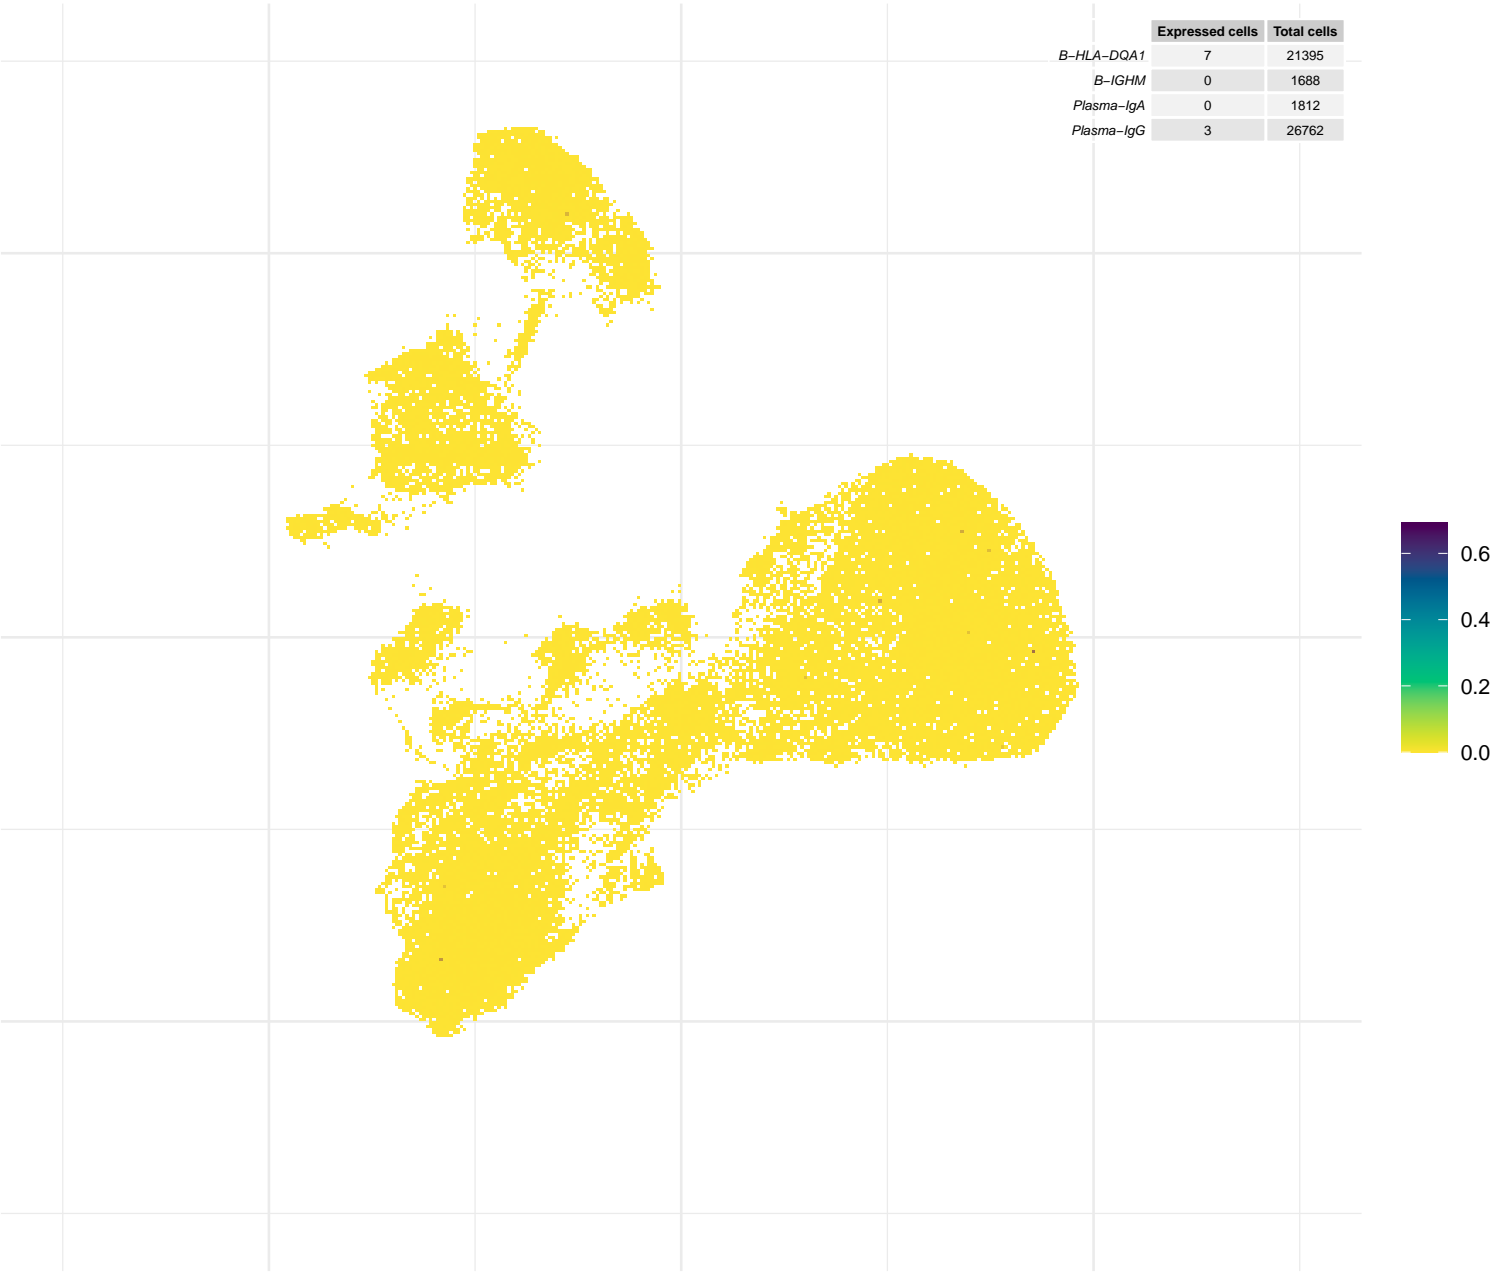 Expressed cells Total cells
B−HLA−DQA1 7 21395
B−IGHM 0 1688
Plasma−IgA 0 1812
Plasma−IgG 3 26762
0.6
0.4
0.2
0.0